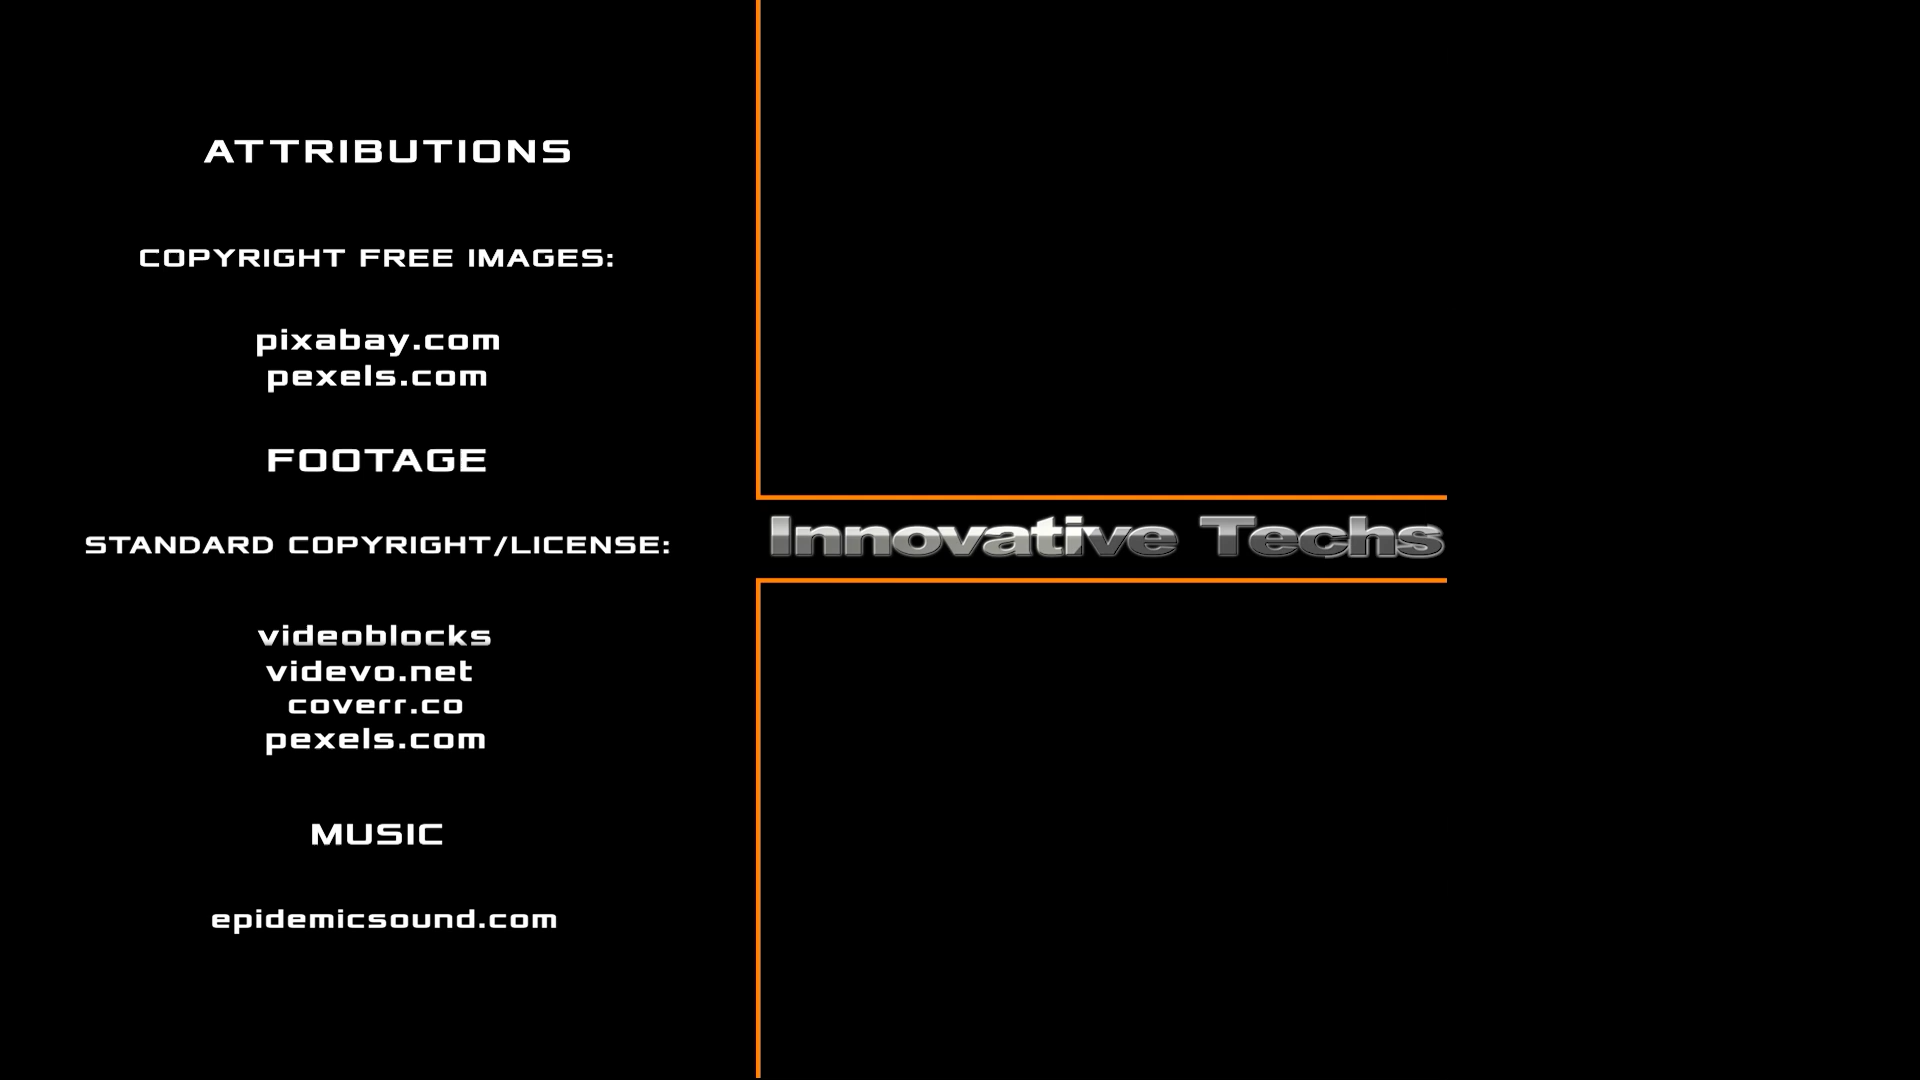 ATTRIBUTIONS
COPYRIGHT FREE IMAGES:
pixabay.com
pexels.com
FOOTAGE
STANDARD COPYRIGHT/LICENSE:
videoblocks
videvo.net
coverr.co
pexels.com
MUSIC
epidemicsound.com
Innovative Techs